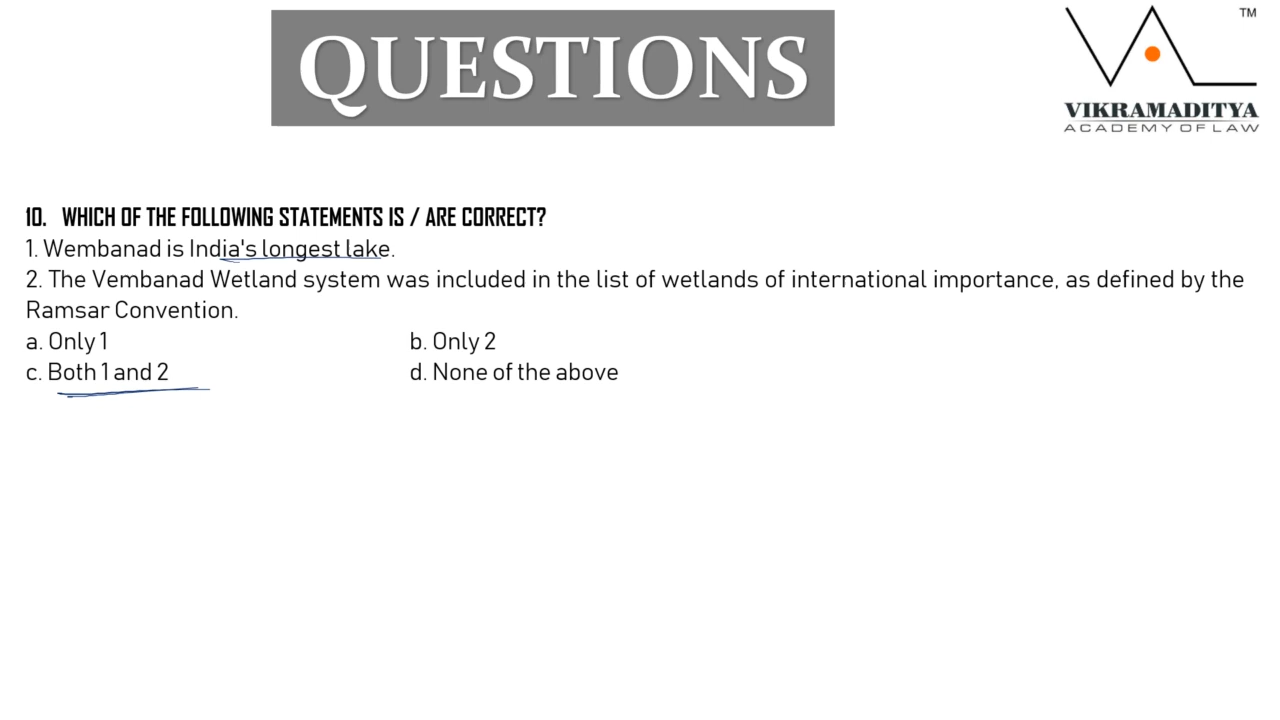 QUESTIONS
TM
VIKRAMADITYA
ACADEMY OF LAW
10. WHICH OF THE FOLLOWING STATEMENTS IS / ARE CORRECT?
1. Wembanad is India's longest lake.
2. The Vembanad Wetland system was included in the list of wetlands of international importance, as defined by the
Ramsar Convention.
a. Only 1 b. Only 2
c. Both 1 and 2 d. None of the above